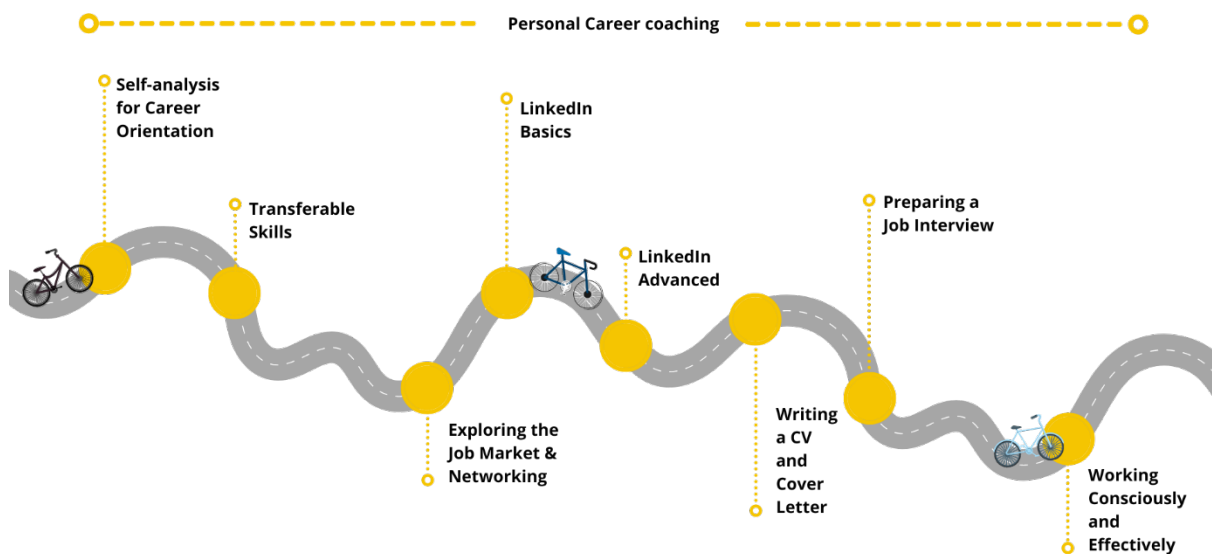 Personal Career coaching
Self-analysis
for Career
Orientation
Transferable
Skills
Exploring the
Job Market &
Networking
LinkedIn
Basics
LinkedIn
Advanced
Writing
a CV
and
Cover
Letter
Preparing a
Job Interview
Working
Consciously
and
Effectively